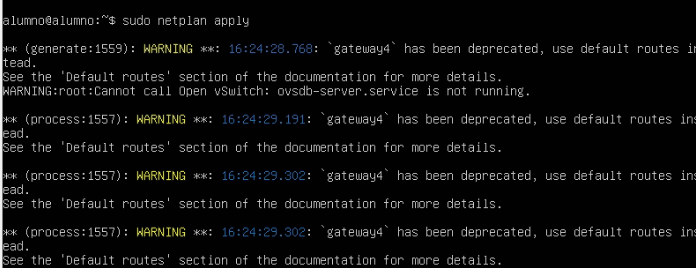 alumno@alumno:~$ sudo netplan apply
** (generate:1559): WARNING **: 16:24:28.768: `gateway4` has been deprecated, use default routes in
tead.
See the 'Default routes' section of the documentation for more details.
WARNING:root:Cannot call Open vSwitch: ovsdb-server.service is not running.
** (process:1557): WARNING **: 16:24:29.191: `gateway4` has been deprecated, use default routes ins
ead.
See the 'Default routes' section of the documentation for more details.
** (process:1557): WARNING **: 16:24:29.302: `gateway4` has been deprecated, use default routes ins
ead.
See the 'Default routes' section of the documentation for more details.
** (process:1557): WARNING **: 16:24:29.302: `gateway4` has been deprecated, use default routes ins
ead.
See the 'Default routes' section of the documentation for more details.